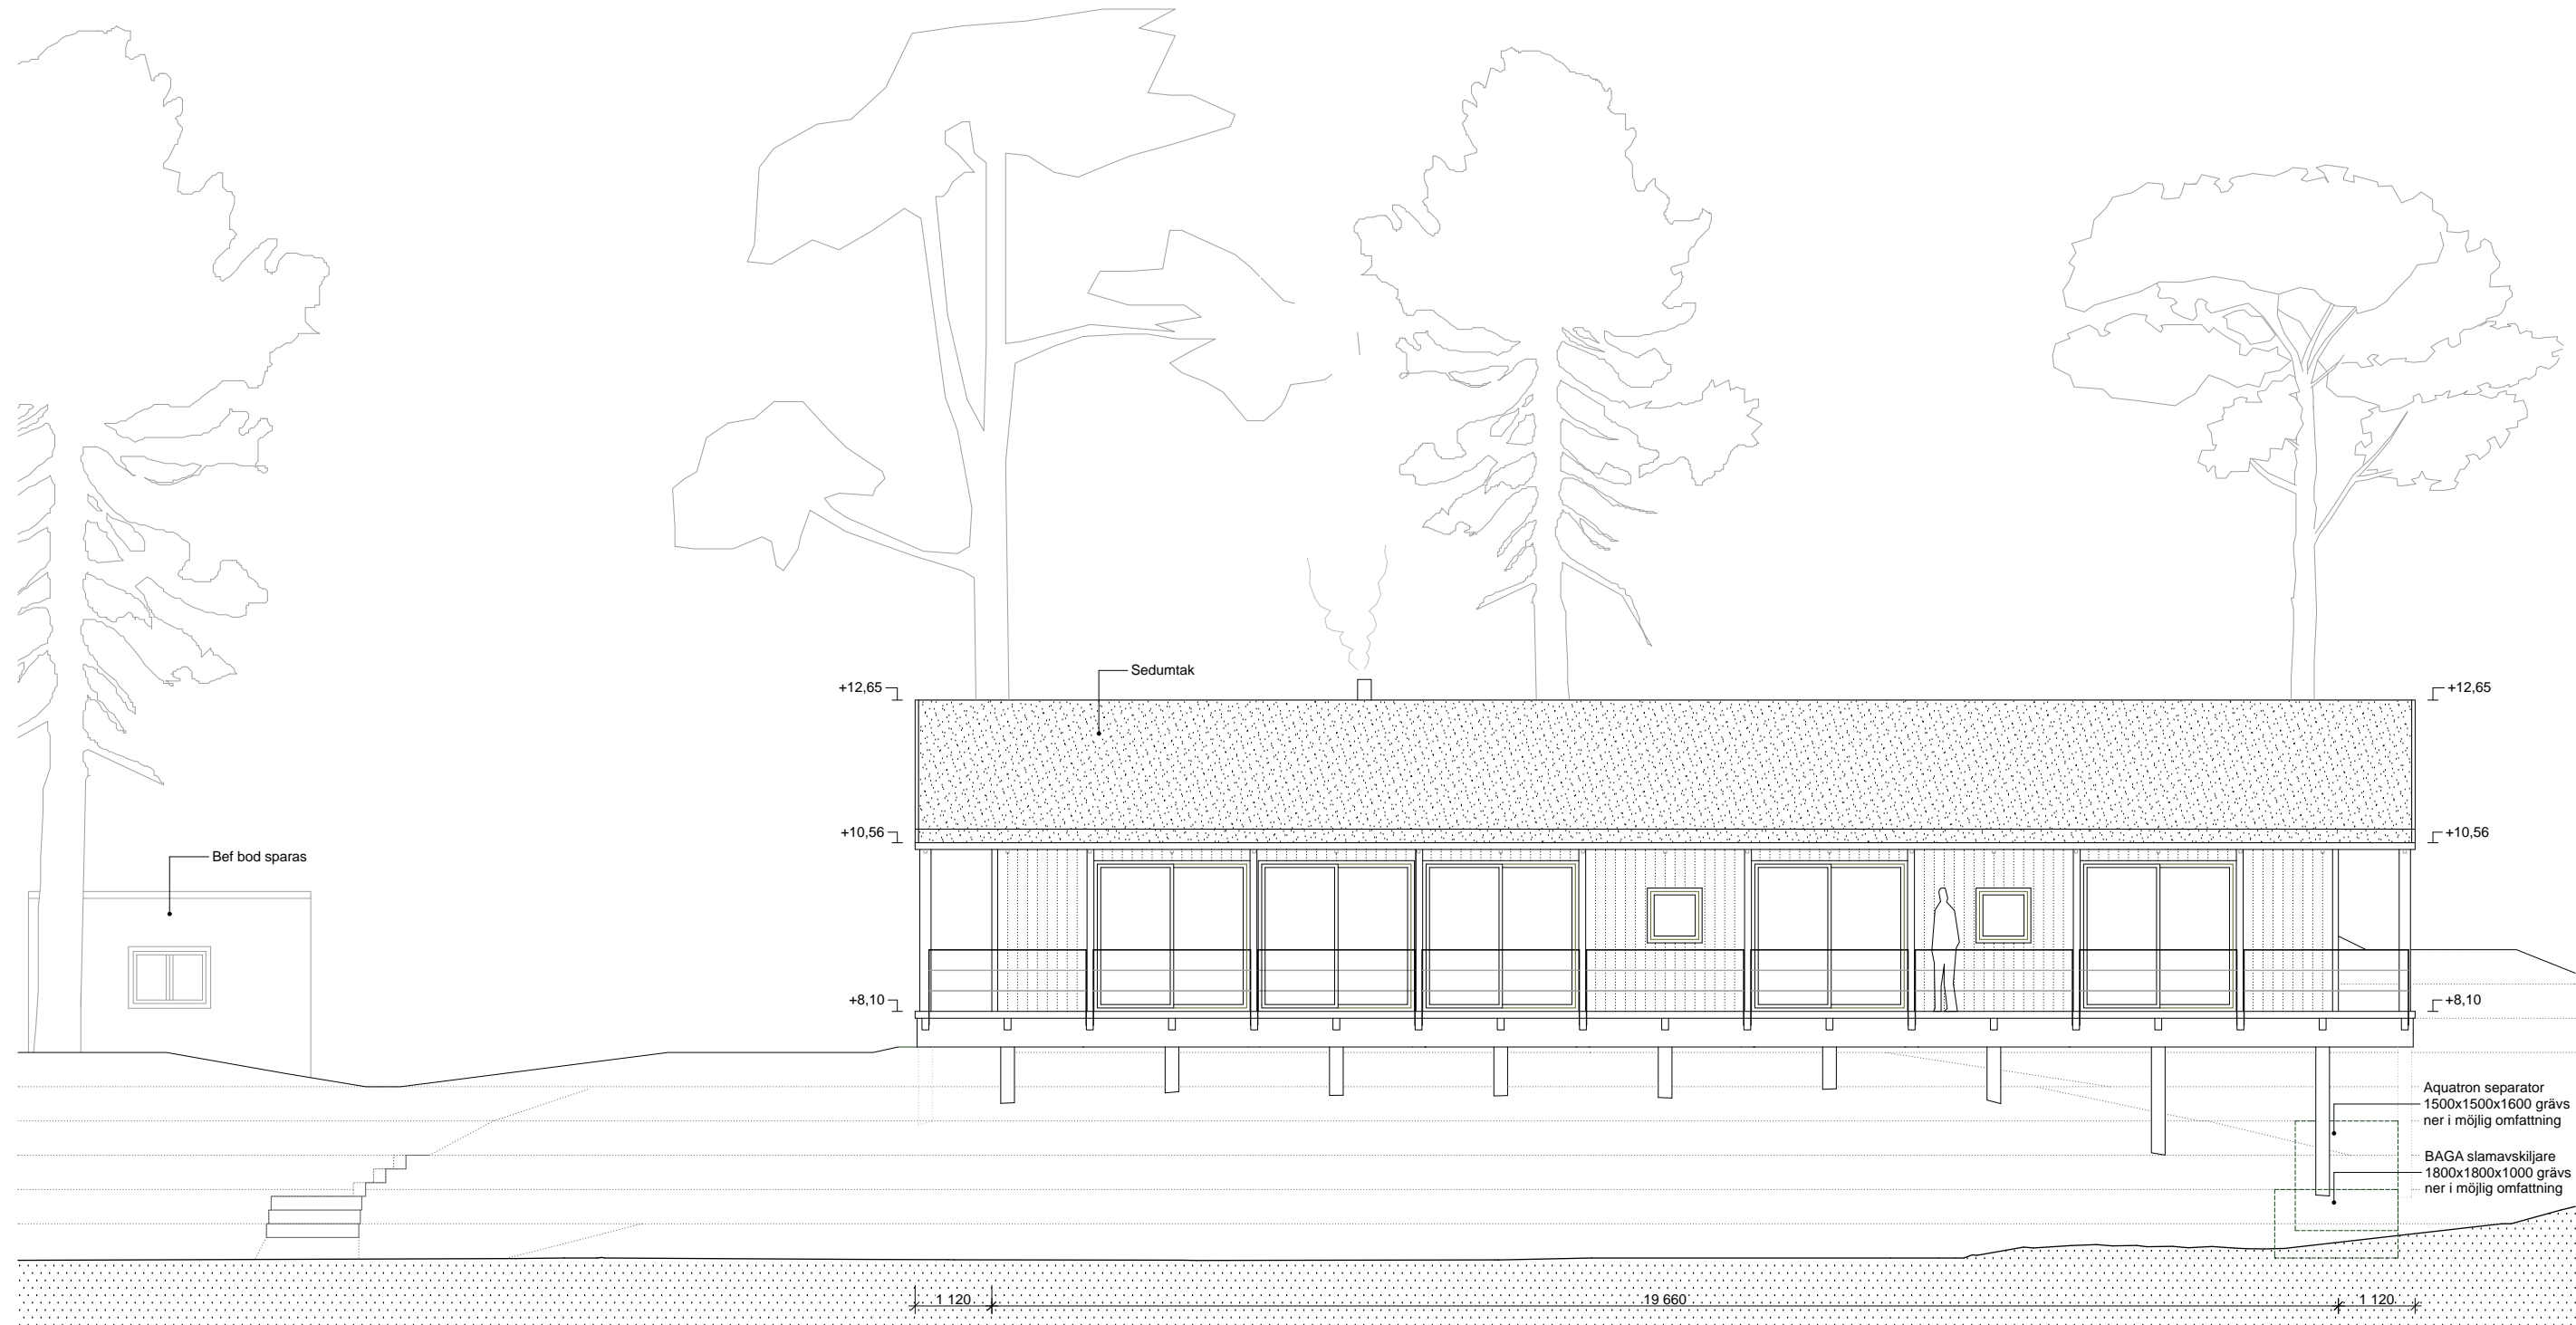 Sedumtak
+12,65
+12,65
+10,56
+10,56
Bef bod sparas
+8,10
+8,10
Aquatron separator
1500x1500x1600 grävs
ner i möjlig omfattning
BAGA slamavskiljare
1800x1800x1000 grävs
ner i möjlig omfattning
1 120
19 660
1 120